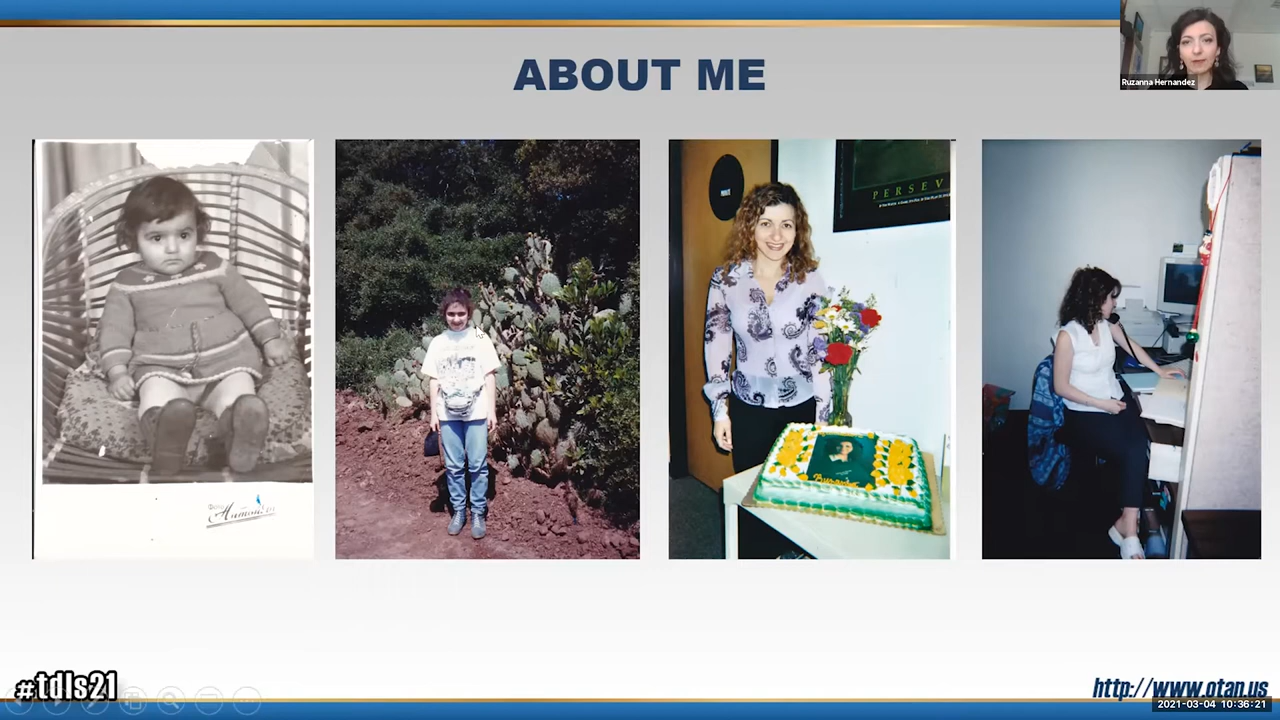 ABOUT ME
Ruzanna Hernandez
PERSEV
#tdls21
http://www.otan.us
2021-03-04 10:36:21